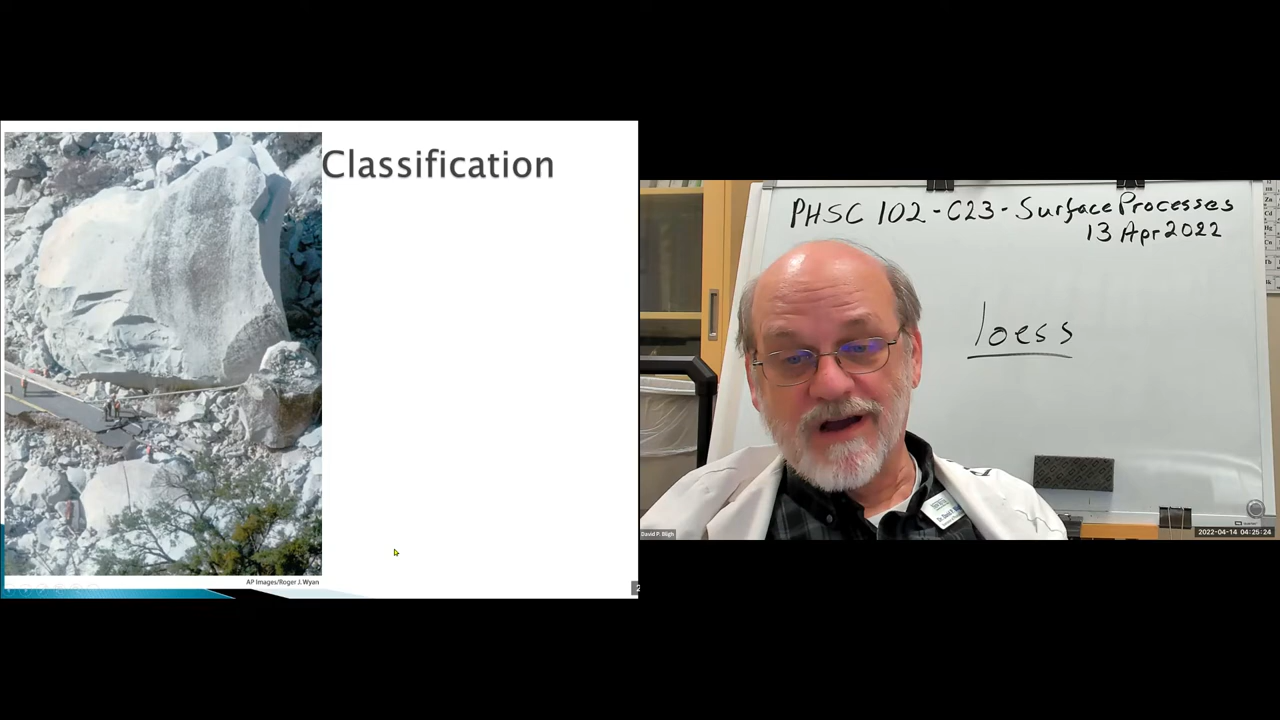 Classification
AP Images/Roger J. Wyan
2
PHSC 102 - C23 - Surface Processes
13 Apr 2022
loess
David P. Bligh
2022-04-14 04:25:24